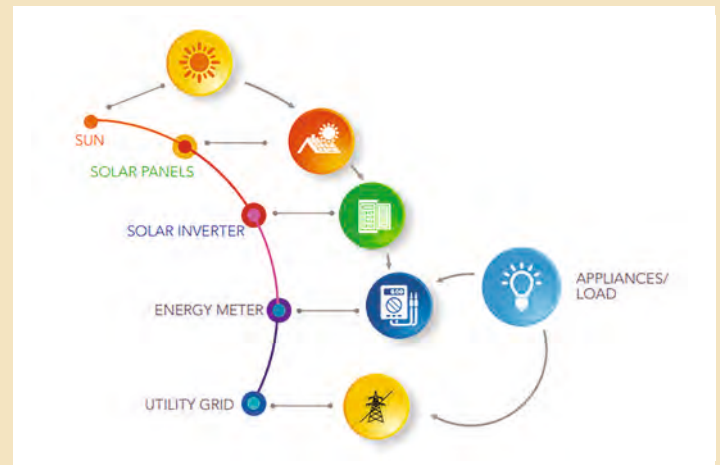 SUN
SOLAR PANELS
SOLAR INVERTER
ENERGY METER
UTILITY GRID
APPLIANCES/
LOAD